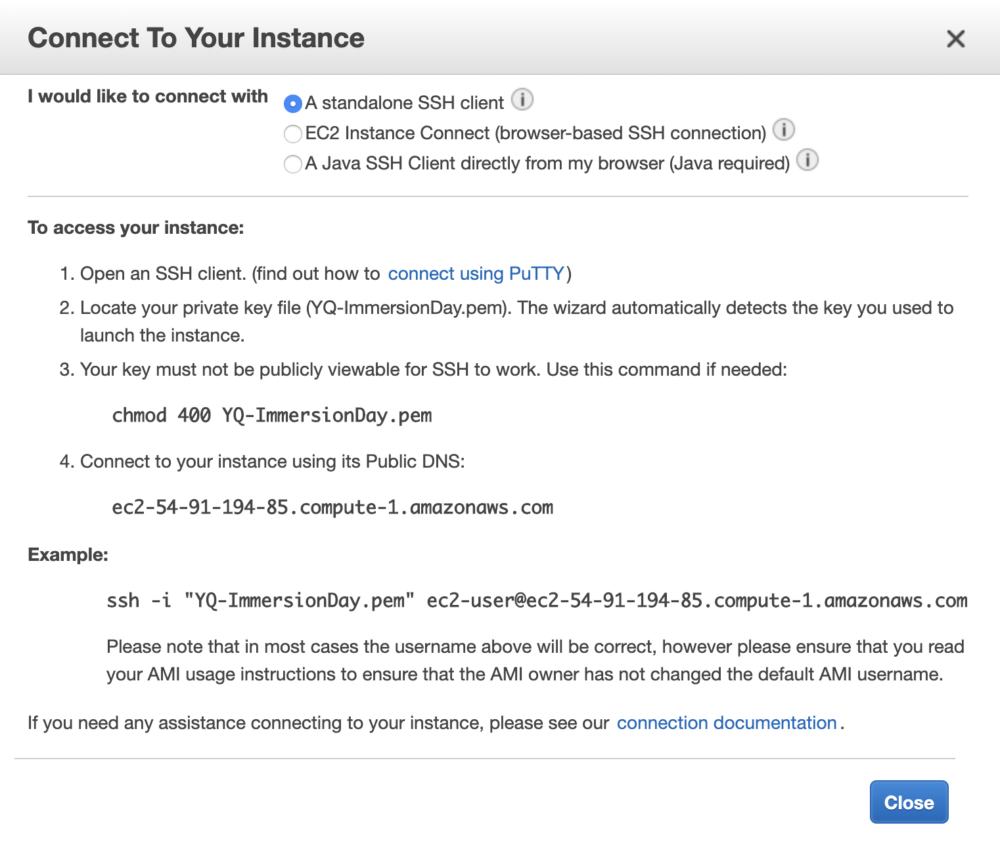 Connect To Your Instance
I would like to connect with
A standalone SSH client
EC2 Instance Connect (browser-based SSH connection)
A Java SSH Client directly from my browser (Java required)
To access your instance:
1. Open an SSH client. (find out how to connect using PuTTY)
2. Locate your private key file (YQ-ImmersionDay.pem). The wizard automatically detects the key you used to
launch the instance.
3. Your key must not be publicly viewable for SSH to work. Use this command if needed:
chmod 400 YQ-ImmersionDay.pem
4. Connect to your instance using its Public DNS:
ec2-54-91-194-85.compute-1.amazonaws.com
Example:
ssh -i "YQ-ImmersionDay.pem" ec2-user@ec2-54-91-194-85.compute-1.amazonaws.com
Please note that in most cases the username above will be correct, however please ensure that you read
your AMI usage instructions to ensure that the AMI owner has not changed the default AMI username.
If you need any assistance connecting to your instance, please see our connection documentation.
Close